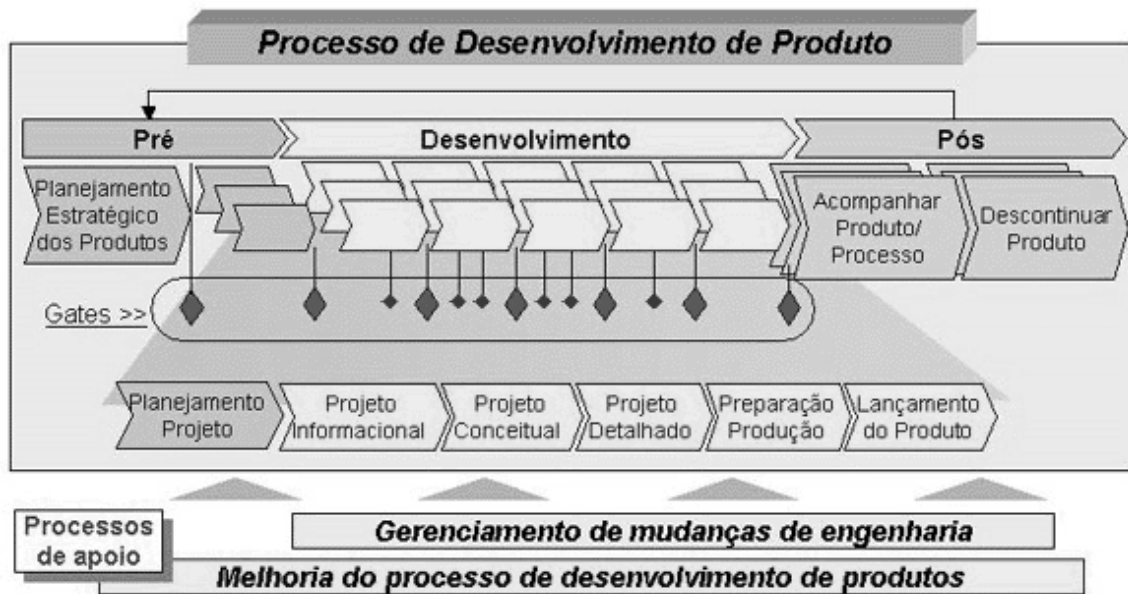 Processo de Desenvolvimento de Produto
Pré
Desenvolvimento
Pós
Planejamento
Estratégico
dos Produtos
Acompanhar
Produto/
Processo
Descontinuar
Produto
Gates >>
Planejamento
Projeto
Projeto
Informacional
Projeto
Conceitual
Projeto
Detalhado
Preparação
Produção
Lançamento
do Produto
Processos
de apoio
Gerenciamento de mudanças de engenharia
Melhoria do processo de desenvolvimento de produtos